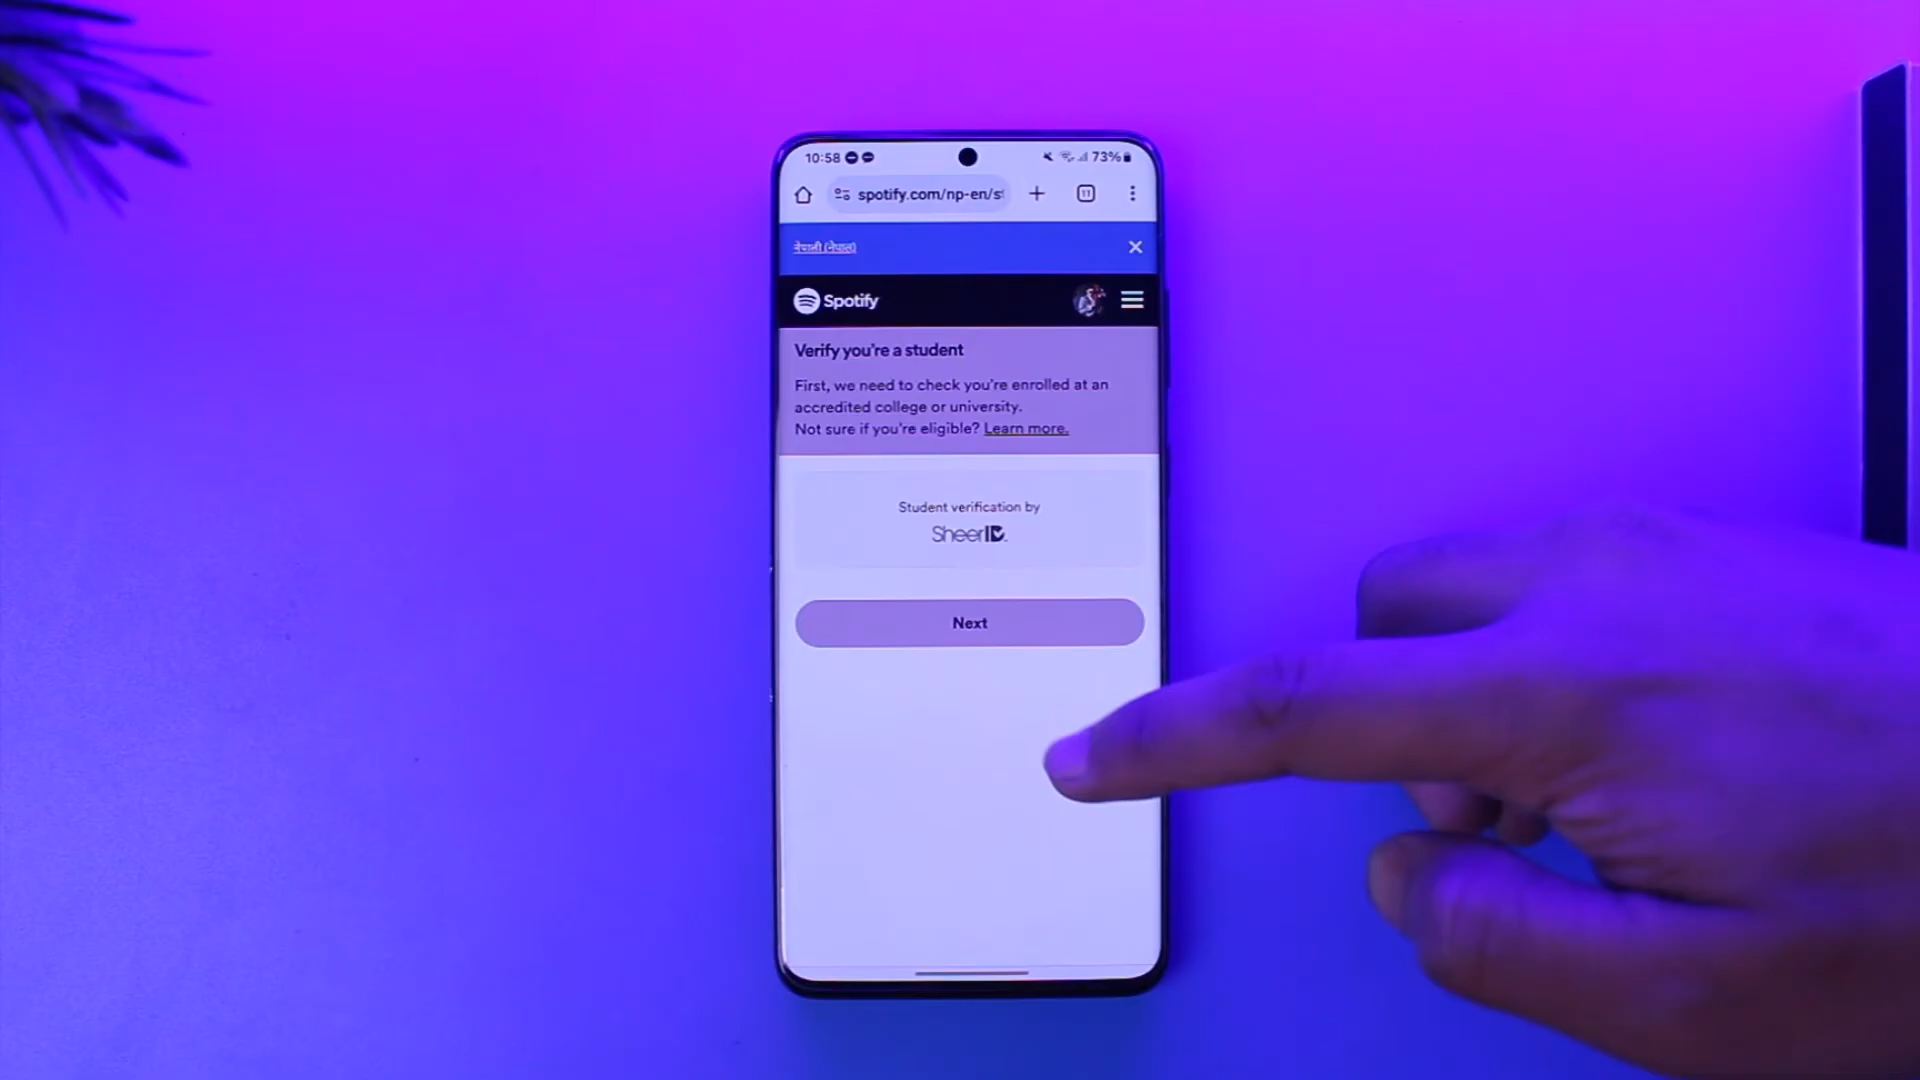 10:58
73%
spotify.com/np-en/s
11
नेपाली (नेपाल)
Spotify
Verify you're a student
First, we need to check you're enrolled at an
accredited college or university.
Not sure if you're eligible? Learn more.
Student verification by
SheerID
Next